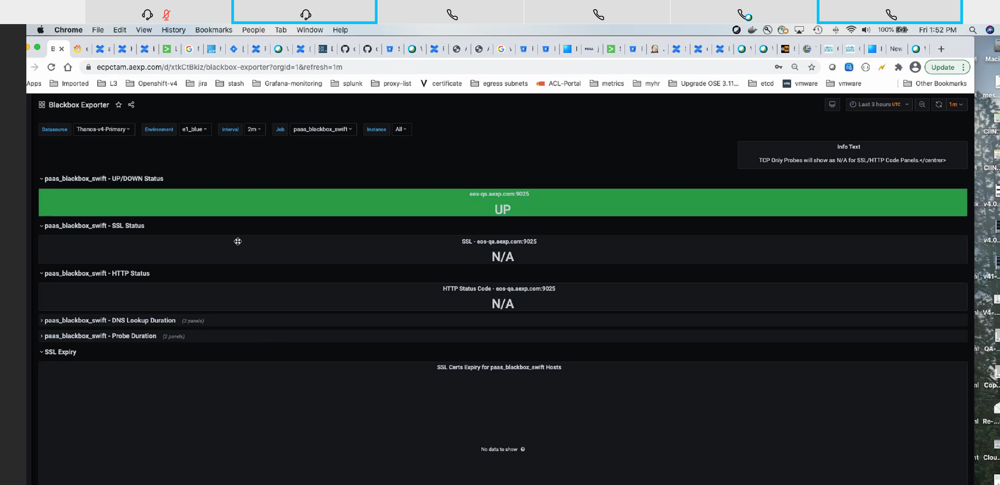 Chrome File Edit View History Bookmarks People Tab Window Help 100% Fri 1:52 PM
B New
ecpctam.aexp.com/d/xtkCtBkiz/blackbox-exporter?orgId=1&refresh=1m Update
Apps Imported L3 Openshift-v4 jira stash Grafana-monitoring splunk proxy-list certificate egress subnets ACL-Portal metrics myhr Upgrade OSE 3.11... etcd vmware vmware Other Bookmarks
Blackbox Exporter Last 3 hours UTC 1m
Datasource Thanos-v4-Primary Environment e1_blue Interval 2m Job paas_blackbox_swift Instance All
Info Text
TCP Only Probes will show as N/A for SSL/HTTP Code Panels.</centrer>
paas_blackbox_swift - UP/DOWN Status
eos-qa.aexp.com:9025
UP
paas_blackbox_swift - SSL Status
SSL - eos-qa.aexp.com:9025
N/A
paas_blackbox_swift - HTTP Status
HTTP Status Code - eos-qa.aexp.com:9025
N/A
paas_blackbox_swift - DNS Lookup Duration (2 panels)
paas_blackbox_swift - Probe Duration (2 panels)
SSL Expiry
SSL Certs Expiry for paas_blackbox_swift Hosts
No data to show
Maci
mes...
CIIN...
CIIN...
v4.0...
v4.0...
v41-...
V4-...
QA-...
Cop...
Re-...
Clou...